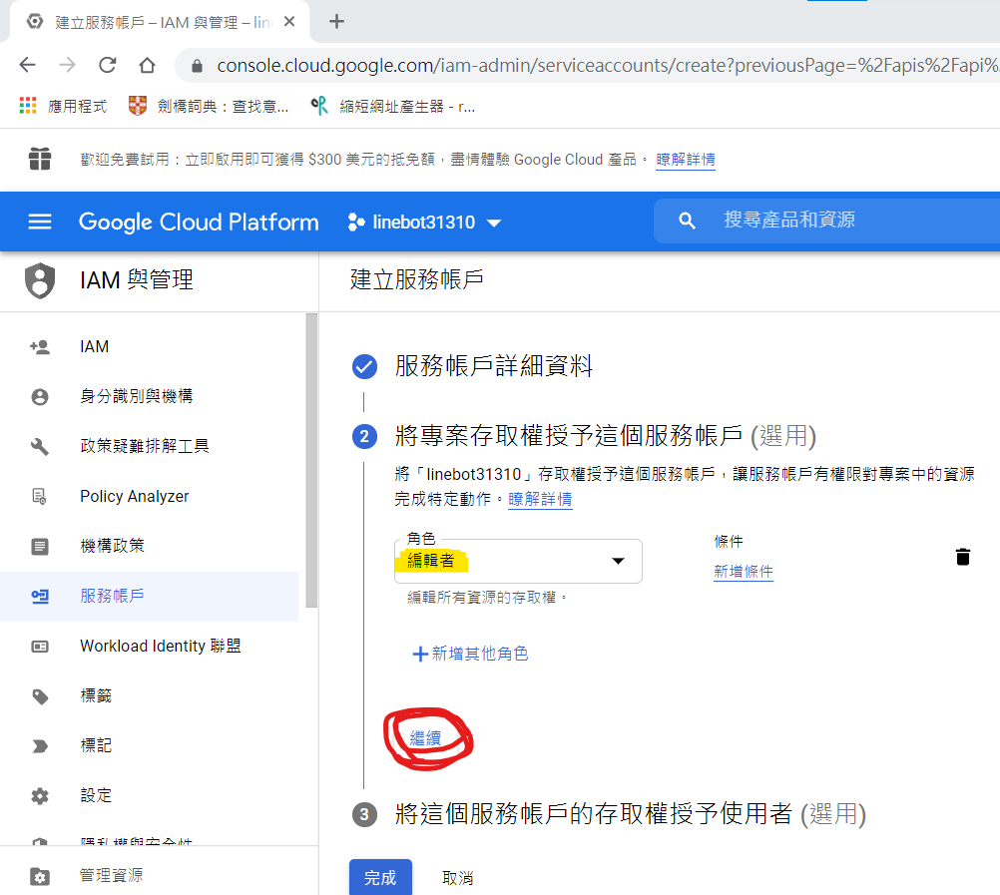 建立服務帳戶 – IAM 與管理 – lin
console.cloud.google.com/iam-admin/serviceaccounts/create?previousPage=%2Fapis%2Fapi%
應用程式
劍橋詞典：查找意...
縮短網址產生器 - r...
歡迎免費試用：立即啟用即可獲得 $300 美元的抵免額，盡情體驗 Google Cloud 產品。 瞭解詳情
Google Cloud Platform
linebot31310
搜尋產品和資源
IAM 與管理
IAM
身分識別與機構
政策疑難排解工具
Policy Analyzer
機構政策
服務帳戶
Workload Identity 聯盟
標籤
標記
設定
隱私權與安全性
管理資源
建立服務帳戶
服務帳戶詳細資料
2 將專案存取權授予這個服務帳戶 (選用)
將「linebot31310」存取權授予這個服務帳戶，讓服務帳戶有權限對專案中的資源
完成特定動作。瞭解詳情
角色
編輯者
編輯所有資源的存取權。
條件
新增條件
新增其他角色
繼續
3 將這個服務帳戶的存取權授予使用者 (選用)
完成
取消